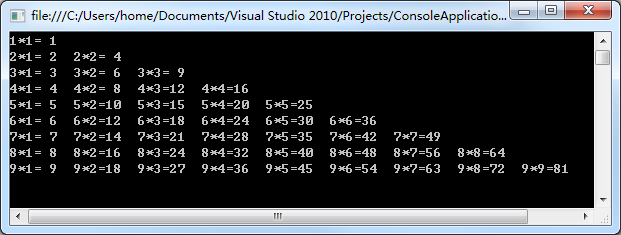 file:///C:/Users/home/Documents/Visual Studio 2010/Projects/ConsoleApplicatio...
1*1= 1
2*1= 2  2*2= 4
3*1= 3  3*2= 6  3*3= 9
4*1= 4  4*2= 8  4*3=12  4*4=16
5*1= 5  5*2=10  5*3=15  5*4=20  5*5=25
6*1= 6  6*2=12  6*3=18  6*4=24  6*5=30  6*6=36
7*1= 7  7*2=14  7*3=21  7*4=28  7*5=35  7*6=42  7*7=49
8*1= 8  8*2=16  8*3=24  8*4=32  8*5=40  8*6=48  8*7=56  8*8=64
9*1= 9  9*2=18  9*3=27  9*4=36  9*5=45  9*6=54  9*7=63  9*8=72  9*9=81